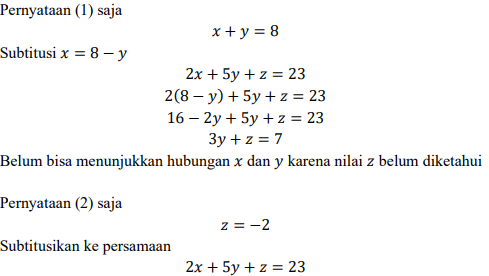 Pernyataan (1) saja
x + y = 8
Subtitusi x = 8 − y
2x + 5y + z = 23
2(8 − y) + 5y + z = 23
16 − 2y + 5y + z = 23
3y + z = 7
Belum bisa menunjukkan hubungan x dan y karena nilai z belum diketahui
Pernyataan (2) saja
z = −2
Subtitusikan ke persamaan
2x + 5y + z = 23